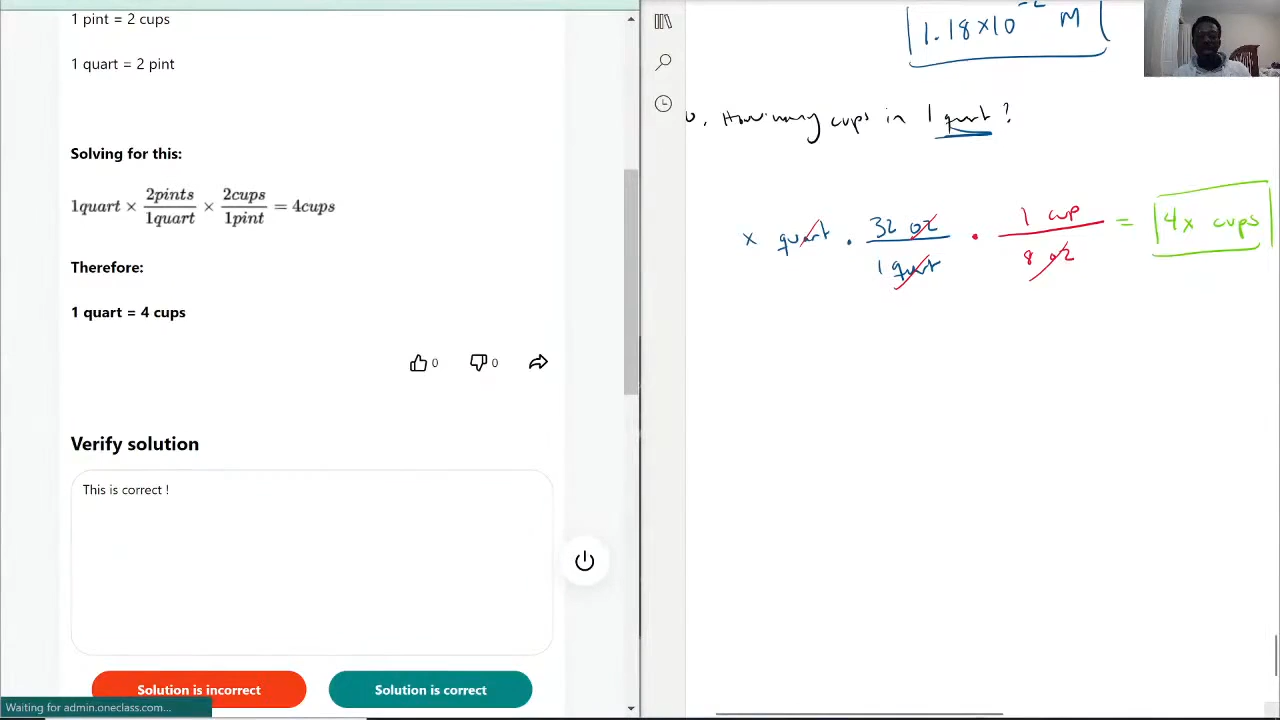 1 pint = 2 cups
1 quart = 2 pint
Solving for this:
1quart × 2pints/1quart × 2cups/1pint = 4cups
Therefore:
1 quart = 4 cups
0 0
Verify solution
This is correct !
Solution is incorrect Solution is correct
Waiting for admin.oneclass.com...
1.18×10⁻² M
. How many cups in 1 quart ?
x quart · 32 oz/1 quart · 1 cup/8 oz = 4x cups